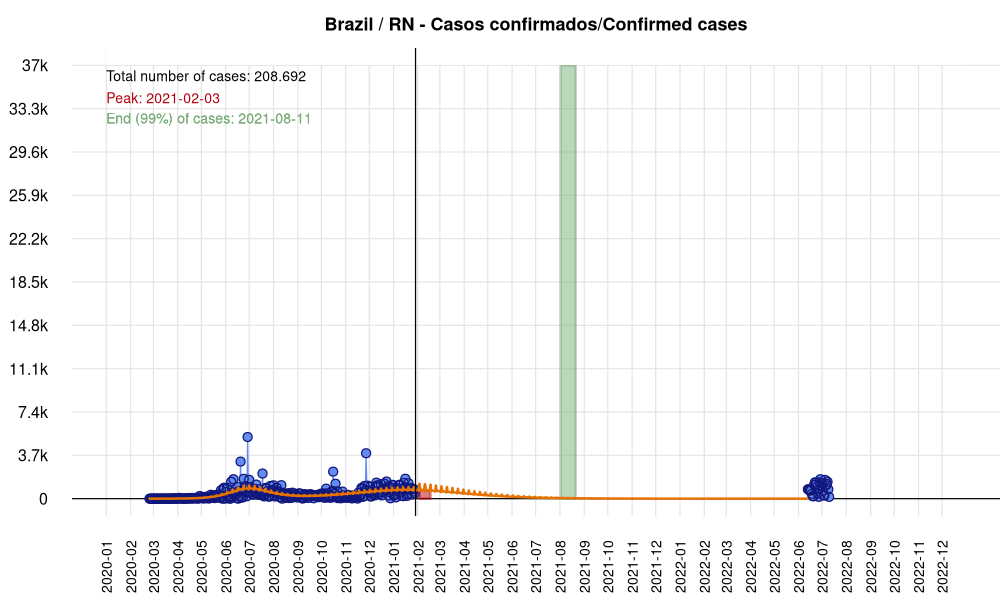 Brazil / RN - Casos confirmados/Confirmed cases
37k
33.3k
29.6k
25.9k
22.2k
18.5k
14.8k
11.1k
7.4k
3.7k
0
Total number of cases: 208.692
Peak: 2021-02-03
End (99%) of cases: 2021-08-11
2020-01
2020-02
2020-03
2020-04
2020-05
2020-06
2020-07
2020-08
2020-09
2020-10
2020-11
2020-12
2021-01
2021-02
2021-03
2021-04
2021-05
2021-06
2021-07
2021-08
2021-09
2021-10
2021-11
2021-12
2022-01
2022-02
2022-03
2022-04
2022-05
2022-06
2022-07
2022-08
2022-09
2022-10
2022-11
2022-12